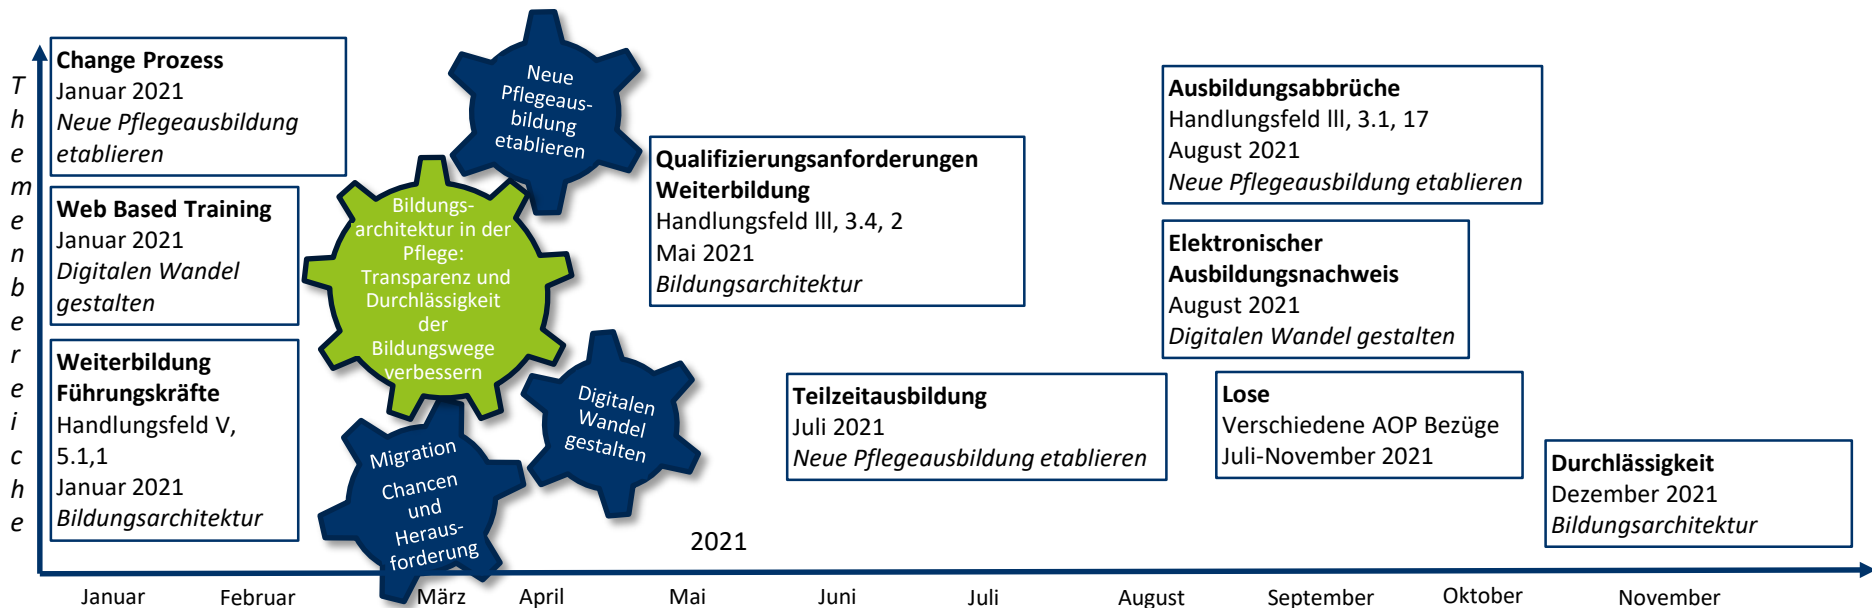 Themenbereiche
Change Prozess
Januar 2021
Neue Pflegeausbildung
etablieren
Web Based Training
Januar 2021
Digitalen Wandel
gestalten
Weiterbildung
Führungskräfte
Handlungsfeld V,
5.1,1
Januar 2021
Bildungsarchitektur
Neue
Pflegeaus-
bildung
etablieren
Bildungs-
architektur in der
Pflege:
Transparenz und
Durchlässigkeit
der
Bildungswege
verbessern
Digitalen
Wandel
gestalten
Migration
Chancen
und
Heraus-
forderung
Qualifizierungsanforderungen
Weiterbildung
Handlungsfeld lll, 3.4, 2
Mai 2021
Bildungsarchitektur
Teilzeitausbildung
Juli 2021
Neue Pflegeausbildung etablieren
Ausbildungsabbrüche
Handlungsfeld lll, 3.1, 17
August 2021
Neue Pflegeausbildung etablieren
Elektronischer
Ausbildungsnachweis
August 2021
Digitalen Wandel gestalten
Lose
Verschiedene AOP Bezüge
Juli-November 2021
Durchlässigkeit
Dezember 2021
Bildungsarchitektur
2021
Januar Februar März April Mai Juni Juli August September Oktober November